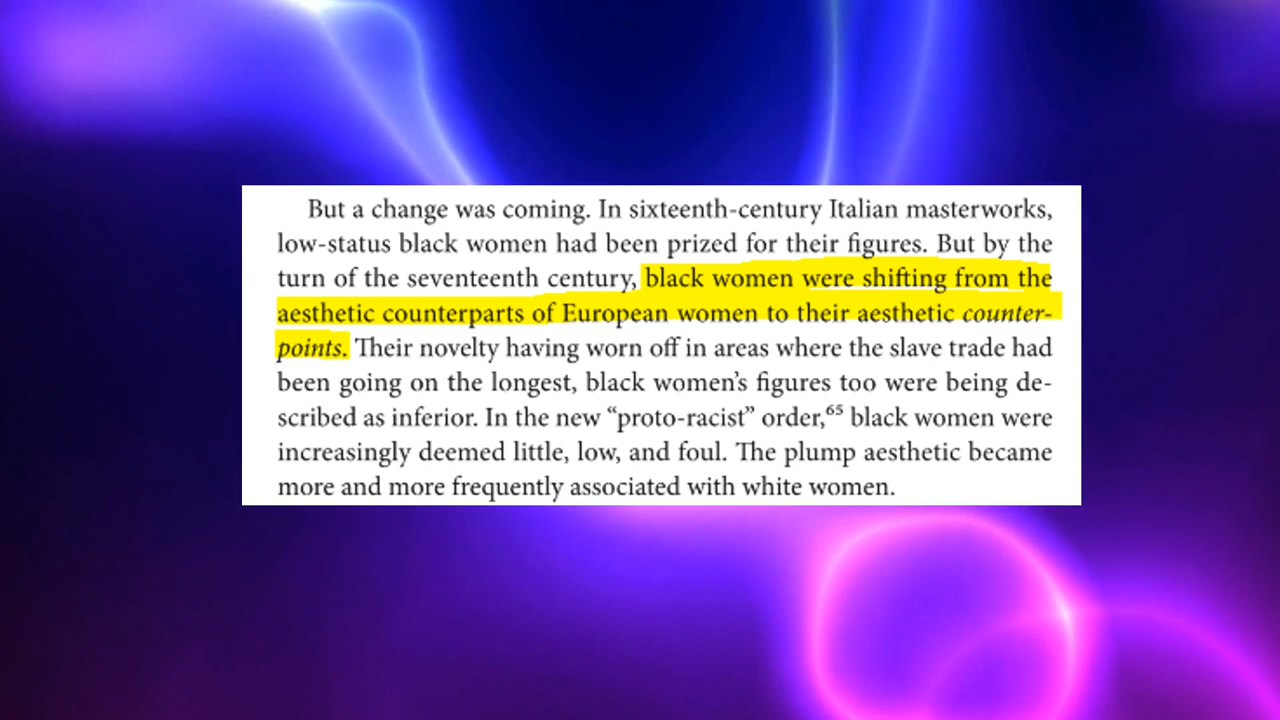 But a change was coming. In sixteenth-century Italian masterworks,
low-status black women had been prized for their figures. But by the
turn of the seventeenth century, black women were shifting from the
aesthetic counterparts of European women to their aesthetic counter-
points. Their novelty having worn off in areas where the slave trade had
been going on the longest, black women’s figures too were being de-
scribed as inferior. In the new “proto-racist” order,⁶⁵ black women were
increasingly deemed little, low, and foul. The plump aesthetic became
more and more frequently associated with white women.